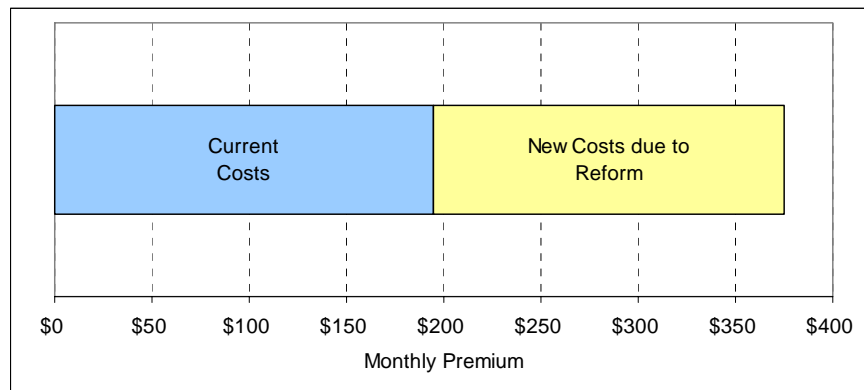 Current
Costs
New Costs due to
Reform
$0 $50 $100 $150 $200 $250 $300 $350 $400
Monthly Premium